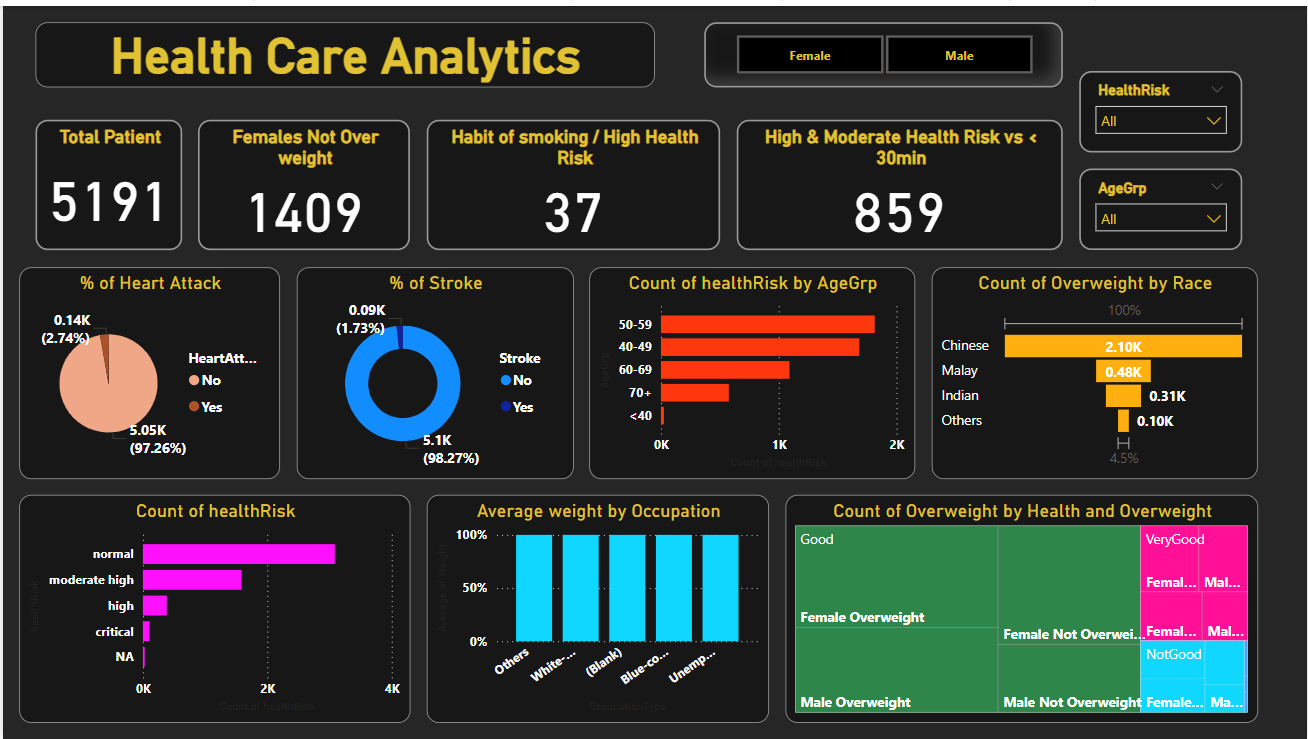 Health Care Analytics
Female
Male
HealthRisk
All
AgeGrp
All
Total Patient
5191
Females Not Over
weight
1409
Habit of smoking / High Health
Risk
37
High & Moderate Health Risk vs <
30min
859
% of Heart Attack
0.14K
(2.74%)
HeartAtt...
No
Yes
5.05K
(97.26%)
% of Stroke
0.09K
(1.73%)
Stroke
No
Yes
5.1K
(98.27%)
Count of healthRisk by AgeGrp
AgeGrp
50-59
40-49
60-69
70+
<40
0K
1K
2K
Count of healthRisk
Count of Overweight by Race
100%
Chinese
2.10K
Malay
0.48K
Indian
0.31K
Others
0.10K
4.5%
Count of healthRisk
healthRisk
normal
moderate high
high
critical
NA
0K
2K
4K
Count of healthRisk
Average weight by Occupation
Average of Weight
100%
50%
0%
Others
White-...
(Blank)
Blue-co...
Unemp...
OccupationType
Count of Overweight by Health and Overweight
Good
Female Overweight
Male Overweight
Female Not Overwei...
Male Not Overweight
VeryGood
Femal...
Mal...
Femal...
Mal...
NotGood
Female...
Ma...